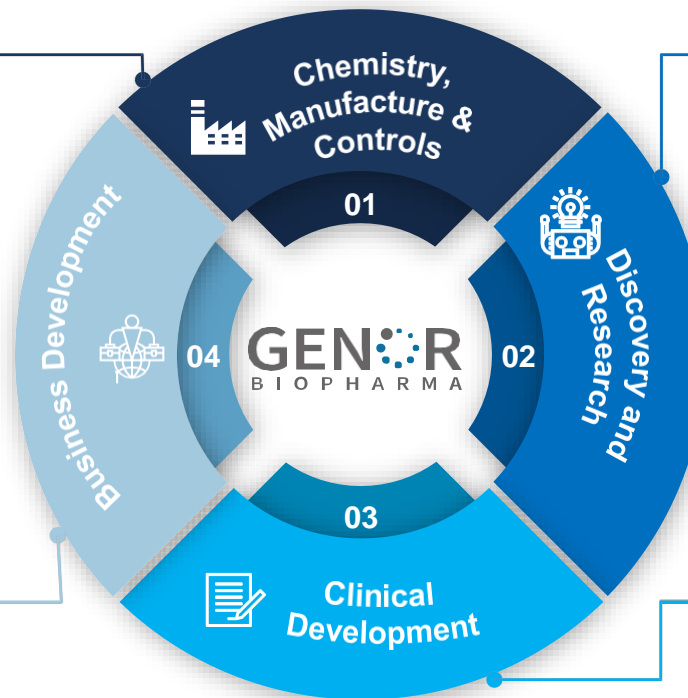 Chemistry,
Manufacture &
Controls
01
Discovery and
Research
02
Clinical
Development
03
Business Development
04
GENOR
BIOPHARMA